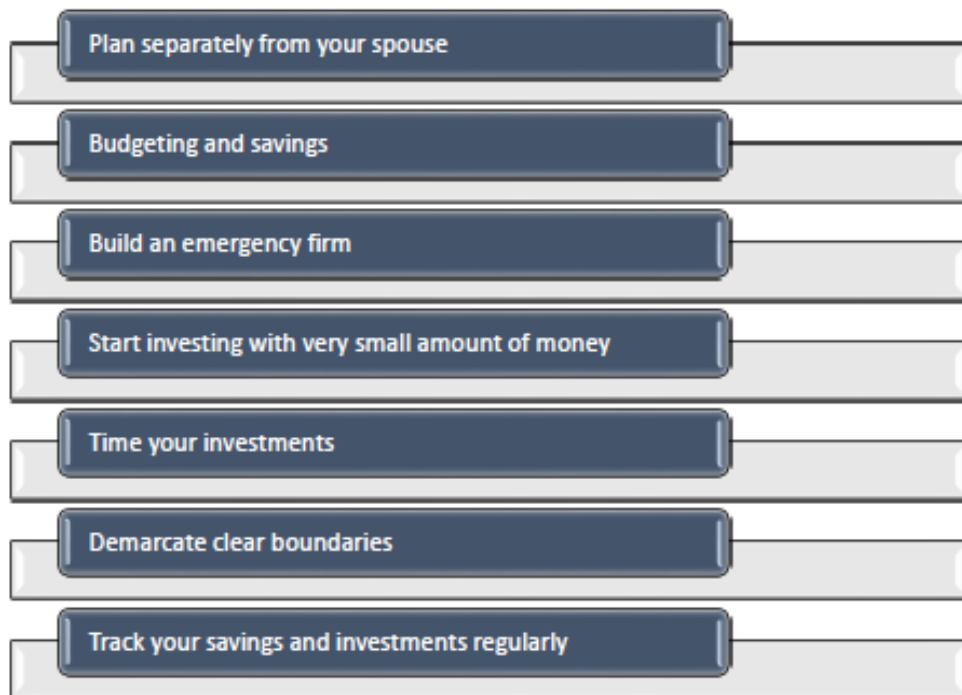 Plan separately from your spouse
Budgeting and savings
Build an emergency firm
Start investing with very small amount of money
Time your investments
Demarcate clear boundaries
Track your savings and investments regularly